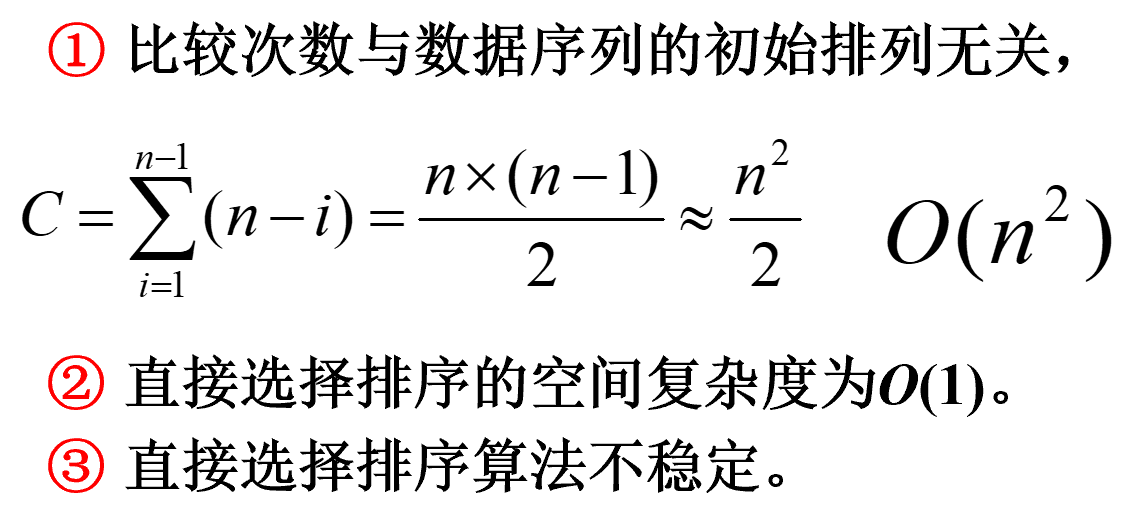 ① 比较次数与数据序列的初始排列无关，
C = \sum_{i=1}^{n-1} (n-i) = \frac{n×(n-1)}{2} ≈ \frac{n^2}{2} O(n^2)
② 直接选择排序的空间复杂度为O(1)。
③ 直接选择排序算法不稳定。